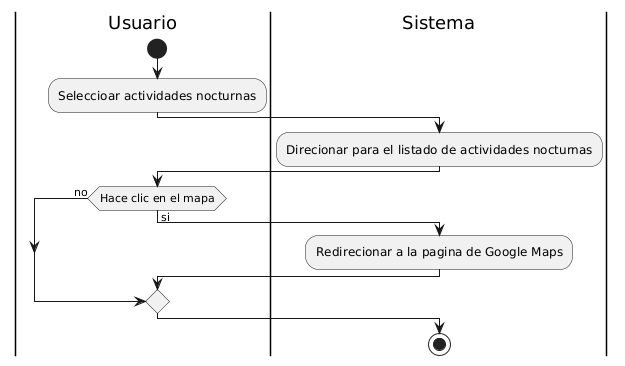 Usuario
Sistema
Seleccioar actividades nocturnas
Direcionar para el listado de actividades nocturnas
no
Hace clic en el mapa
si
Redirecionar a la pagina de Google Maps